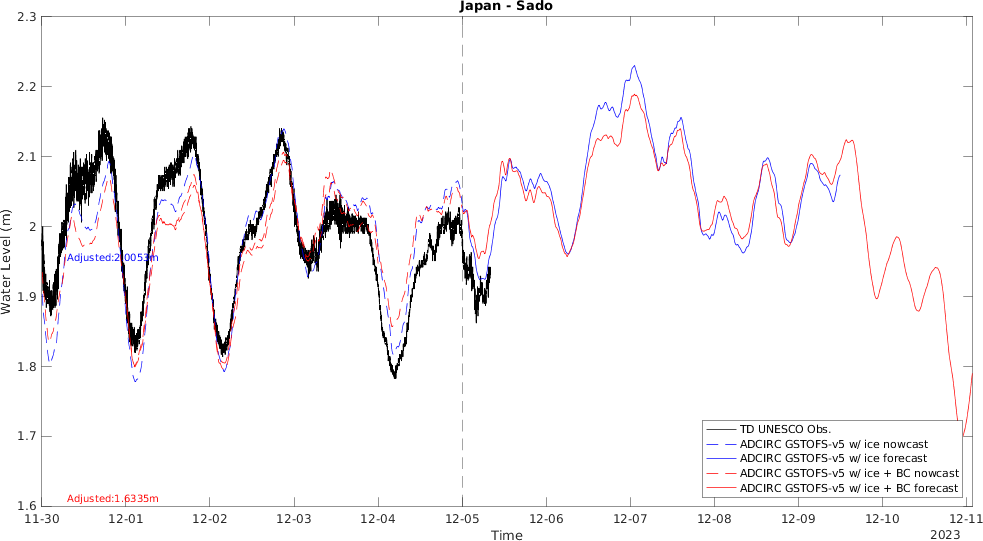 Japan - Sado
2.3
2.2
2.1
2
1.9
1.8
1.7
1.6
Water Level (m)
Adjusted:2.0053m
Adjusted:1.6335m
TD UNESCO Obs.
ADCIRC GSTOFS-v5 w/ ice nowcast
ADCIRC GSTOFS-v5 w/ ice forecast
ADCIRC GSTOFS-v5 w/ ice + BC nowcast
ADCIRC GSTOFS-v5 w/ ice + BC forecast
11-30 12-01 12-02 12-03 12-04 12-05 12-06 12-07 12-08 12-09 12-10 12-11
Time
2023